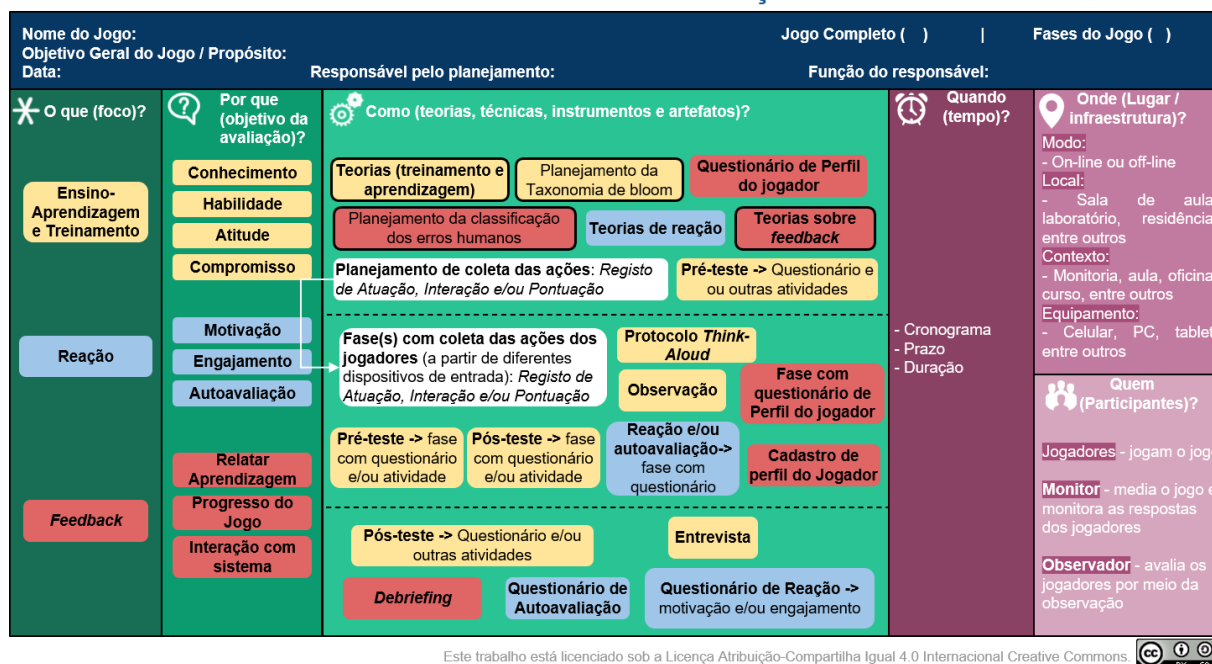 Nome do Jogo:
Jogo Completo ( ) | Fases do Jogo ( )
Objetivo Geral do Jogo / Propósito:
Data: Responsável pelo planejamento: Função do responsável:
O que (foco)?
Ensino-
Aprendizagem
e Treinamento
Reação
Feedback
Por que
(objetivo da
avaliação)?
Conhecimento
Habilidade
Atitude
Compromisso
Motivação
Engajamento
Autoavaliação
Relatar
Aprendizagem
Progresso do
Jogo
Interação com
sistema
Como (teorias, técnicas, instrumentos e artefatos)?
Teorias (treinamento e
aprendizagem)
Planejamento da
Taxonomia de bloom
Questionário de Perfil
do jogador
Planejamento da classificação
dos erros humanos
Teorias de reação
Teorias sobre
feedback
Planejamento de coleta das ações: Registo
de Atuação, Interação e/ou Pontuação
Pré-teste -> Questionário e
ou outras atividades
Fase(s) com coleta das ações dos
jogadores (a partir de diferentes
dispositivos de entrada): Registo de
Atuação, Interação e/ou Pontuação
Protocolo Think-
Aloud
Observação
Fase com
questionário de
Perfil do jogador
Pré-teste -> fase
com questionário
e/ou atividade
Pós-teste -> fase
com questionário
e/ou atividade
Reação e/ou
autoavaliação->
fase com
questionário
Cadastro de
perfil do Jogador
Pós-teste -> Questionário e/ou
outras atividades
Entrevista
Debriefing
Questionário de
Autoavaliação
Questionário de Reação ->
motivação e/ou engajamento
Quando
(tempo)?
- Cronograma
- Prazo
- Duração
Onde (Lugar /
infraestrutura)?
Modo:
- On-line ou off-line
Local:
- Sala de aula
laboratório, residência
entre outros
Contexto:
- Monitoria, aula, oficina
curso, entre outros
Equipamento:
- Celular, PC, tablet
entre outros
Quem
(Participantes)?
Jogadores - jogam o jog
Monitor - media o jogo e
monitora as respostas
dos jogadores
Observador - avalia os
jogadores por meio da
observação
Este trabalho está licenciado sob a Licença Atribuição-Compartilha Igual 4.0 Internacional Creative Commons.
cc